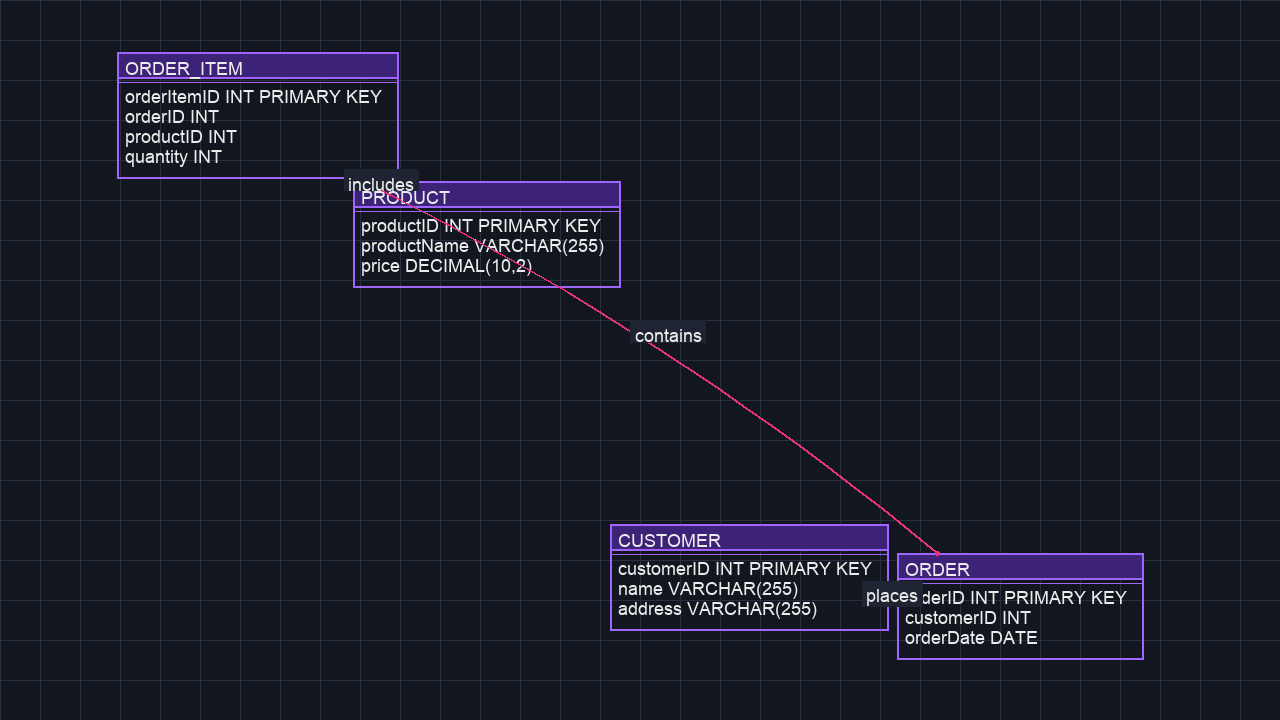 ORDER_ITEM
orderItemID INT PRIMARY KEY
orderID INT
productID INT
quantity INT
includes
PRODUCT
productID INT PRIMARY KEY
productName VARCHAR(255)
price DECIMAL(10,2)
contains
CUSTOMER
customerID INT PRIMARY KEY
name VARCHAR(255)
address VARCHAR(255)
places
ORDER
derID INT PRIMARY KEY
customerID INT
orderDate DATE